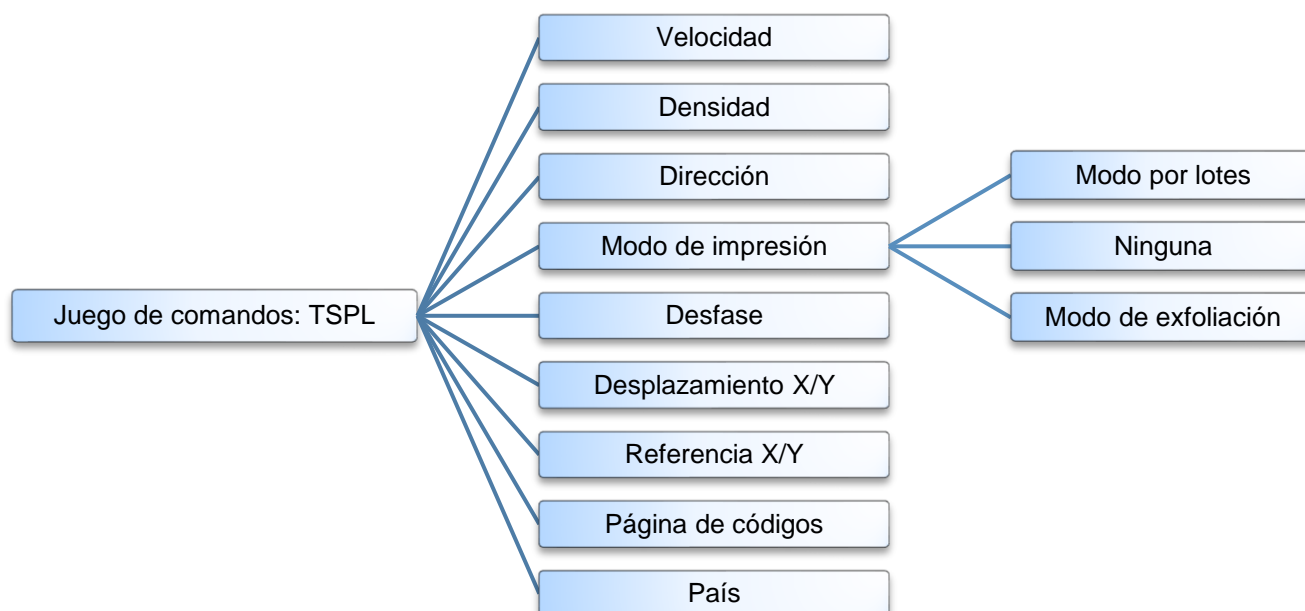 Juego de comandos: TSPL
Velocidad
Densidad
Dirección
Modo de impresión
Modo por lotes
Ninguna
Modo de exfoliación
Desfase
Desplazamiento X/Y
Referencia X/Y
Página de códigos
País